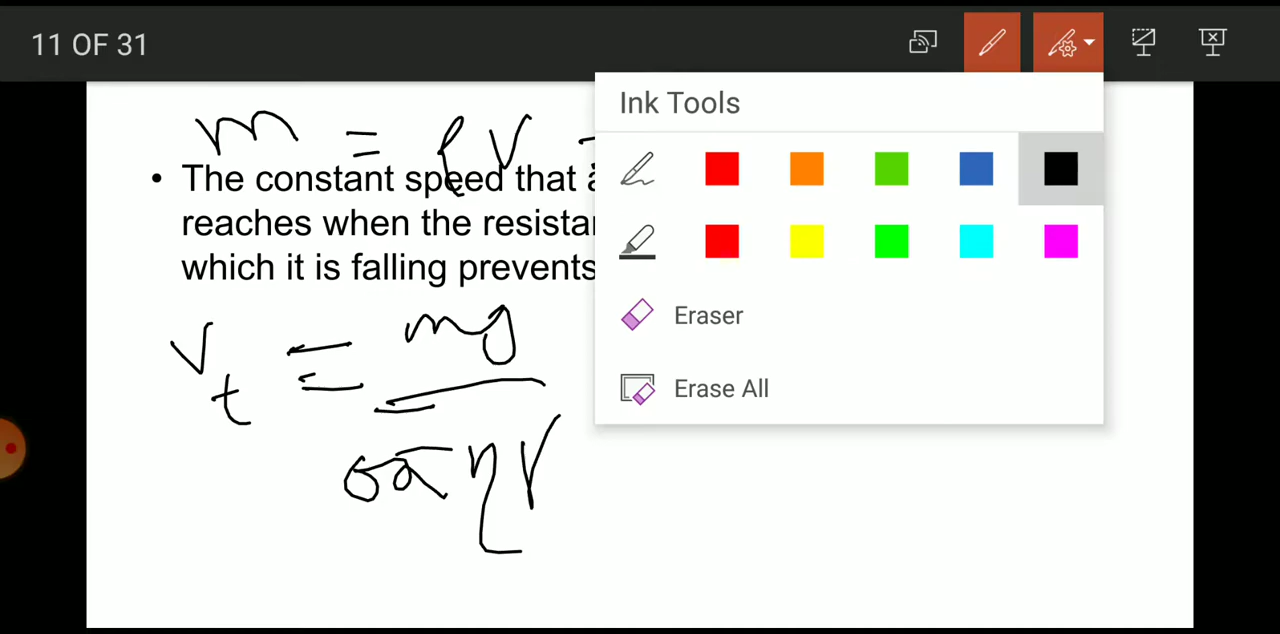 11 OF 31
Ink Tools
m = ρV -
• The constant speed that a
reaches when the resistan
which it is falling prevents
Eraser
Erase All
v_t = mg
6πηr